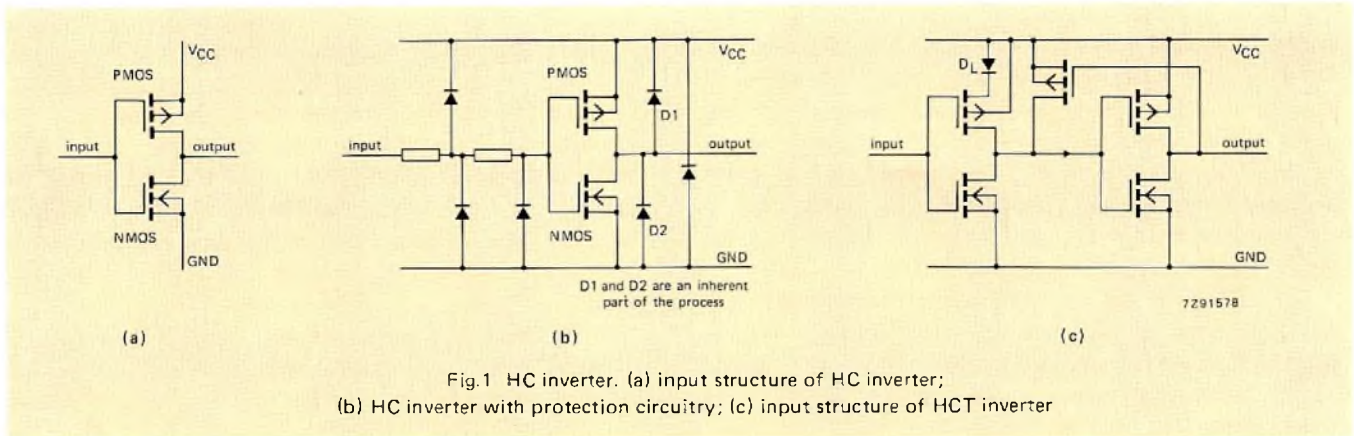 VCC
PMOS
input
output
NMOS
GND
(a)
VCC
PMOS
D1
input
output
NMOS
D2
GND
D1 and D2 are an inherent
part of the process
(b)
VCC
DL
input
output
GND
7Z91578
(c)
Fig.1 HC inverter. (a) input structure of HC inverter;
(b) HC inverter with protection circuitry; (c) input structure of HCT inverter